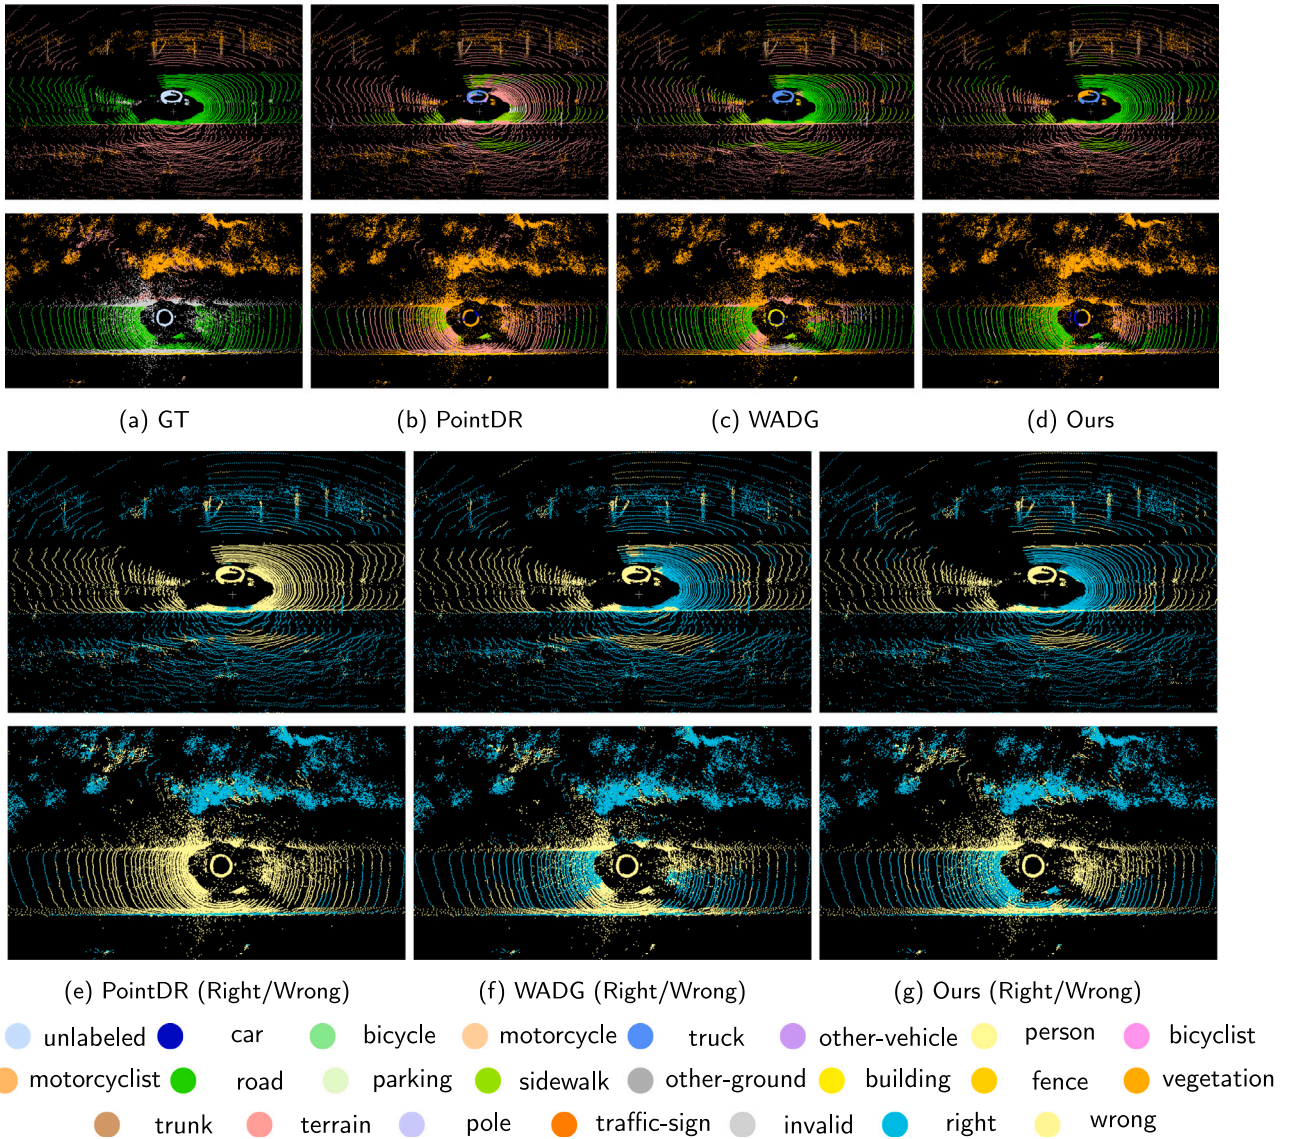 (a) GT (b) PointDR (c) WADG (d) Ours
(e) PointDR (Right/Wrong) (f) WADG (Right/Wrong) (g) Ours (Right/Wrong)
unlabeled car bicycle motorcycle truck other-vehicle person bicyclist
motorcyclist road parking sidewalk other-ground building fence vegetation
trunk terrain pole traffic-sign invalid right wrong